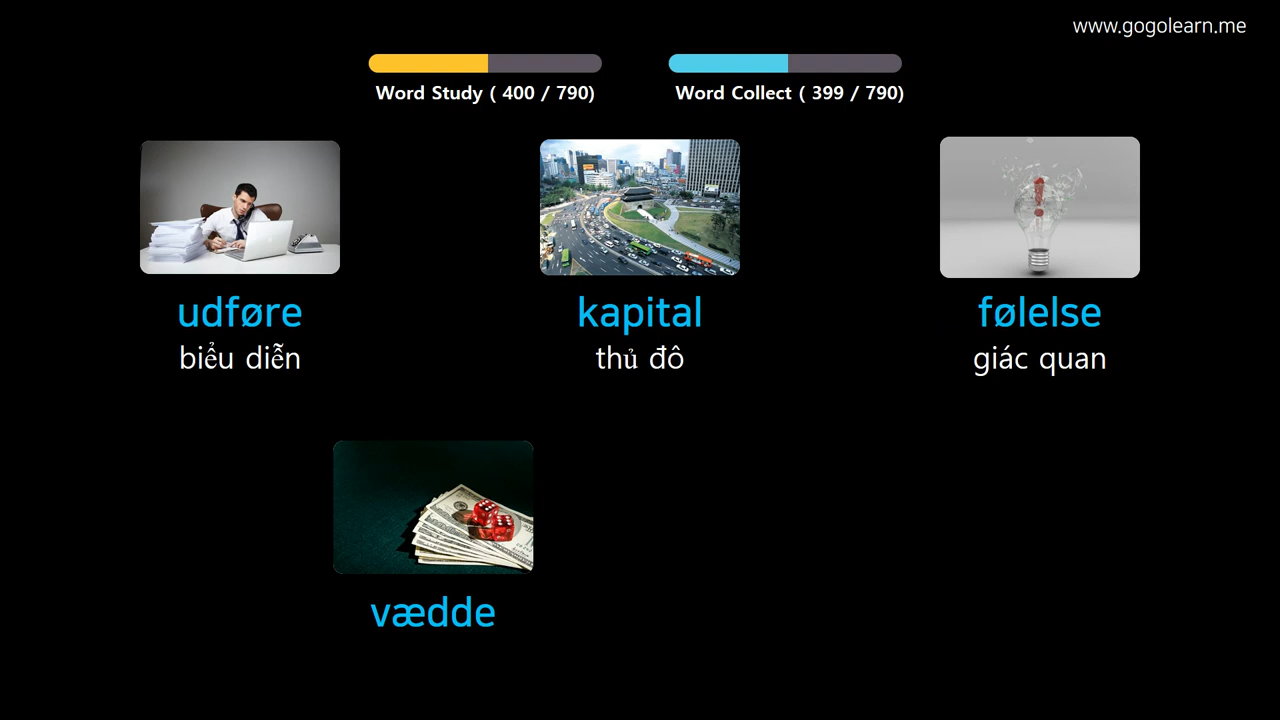 www.gogolearn.me
Word Study ( 400 / 790)
Word Collect ( 399 / 790)
udføre
biểu diễn
kapital
thủ đô
følelse
giác quan
vædde